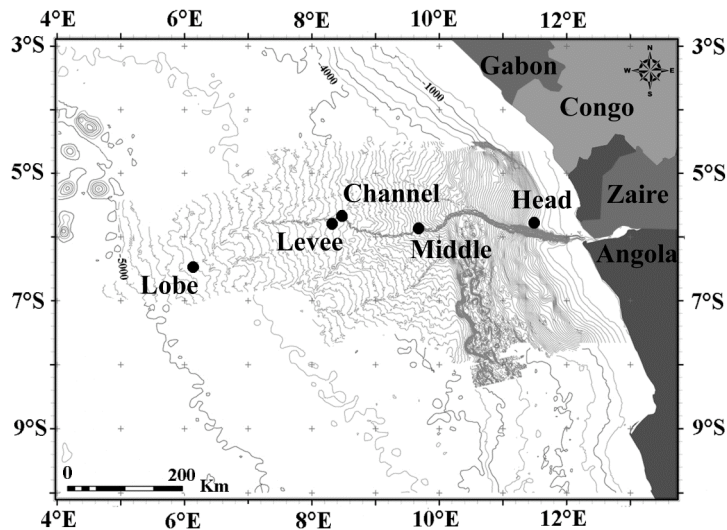 4°E 6°E 8°E 10°E 12°E
3°S 3°S
Gabon
N
W E
S
-4000
-1000
Congo
5°S 5°S
Channel
Head
Zaire
Levee
Middle
Angola
-5000
Lobe
7°S 7°S
9°S 9°S
0 200
Km
4°E 6°E 8°E 10°E 12°E